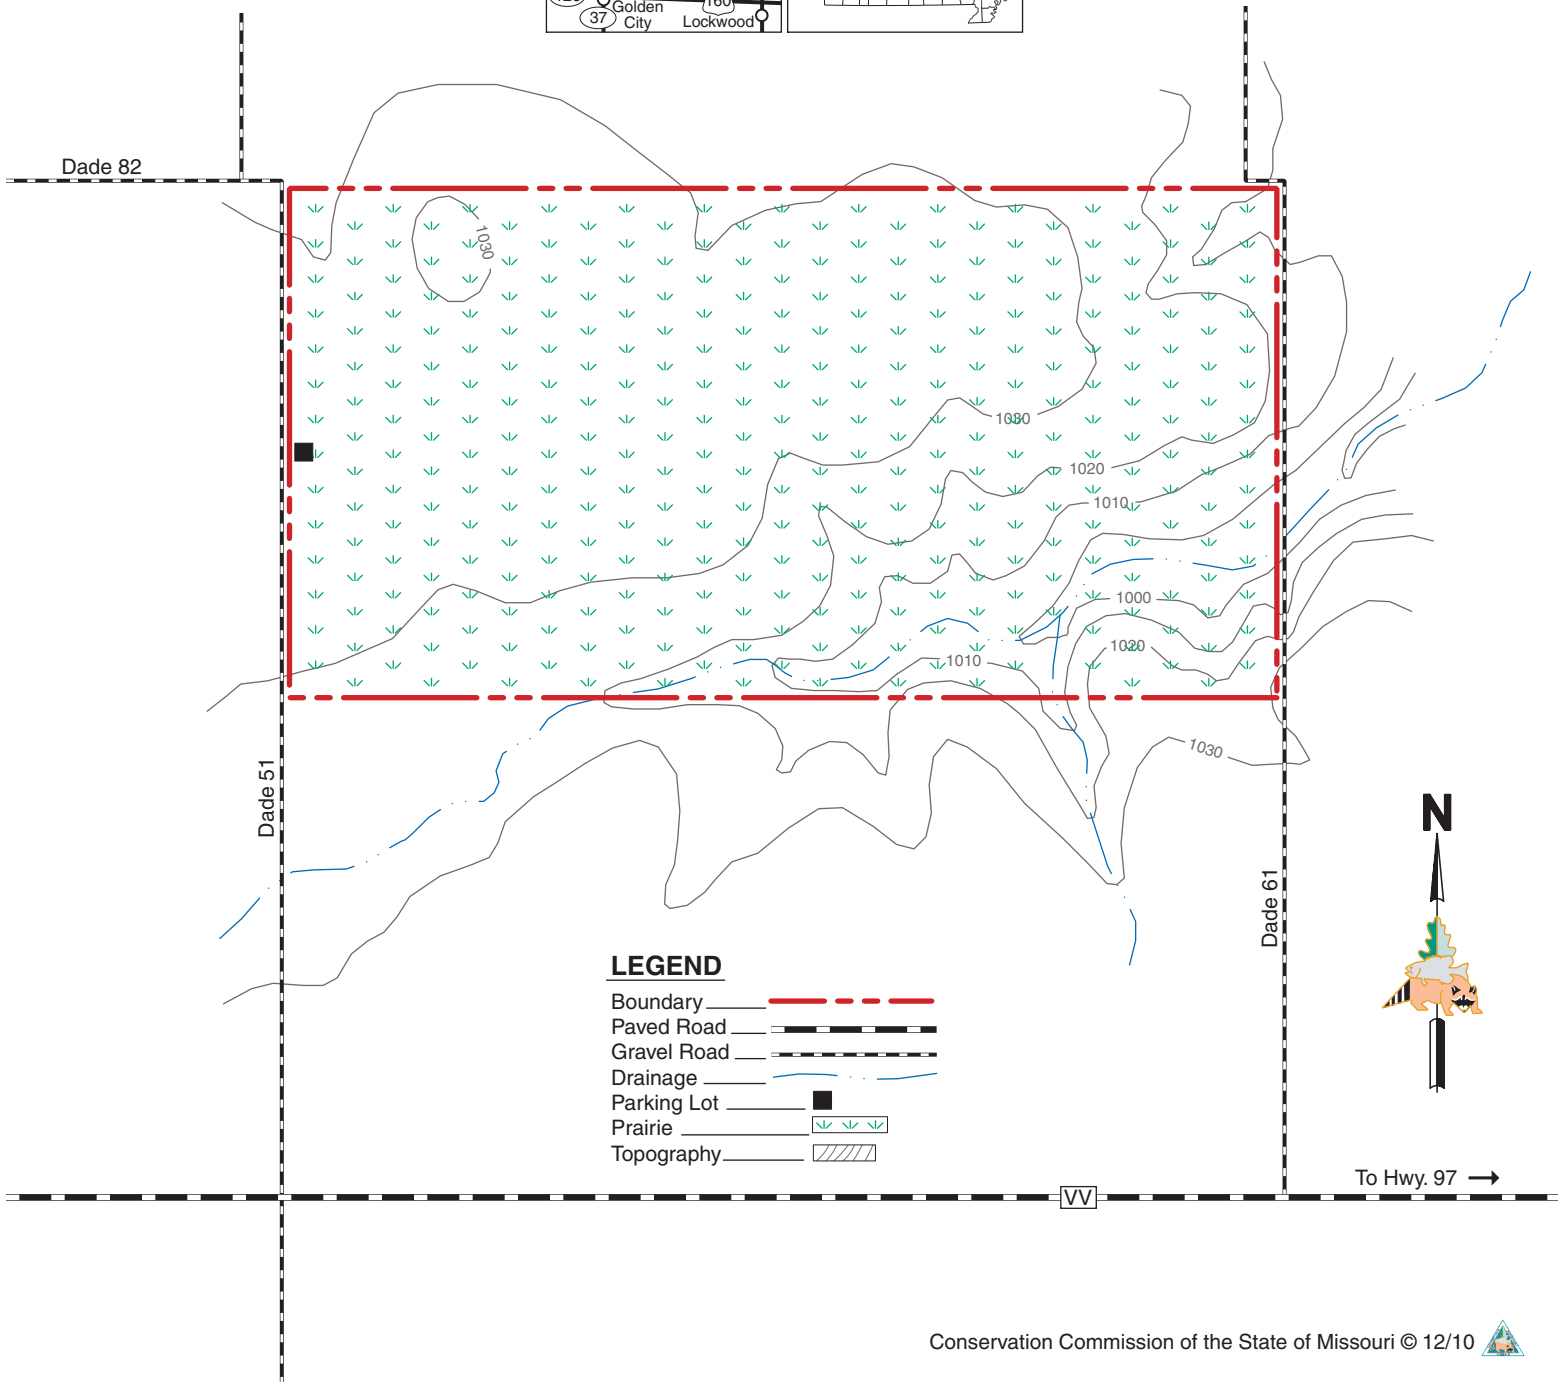 Golden
City
37
160
Lockwood
Dade 82
1030
1030
1020
1010
1000
1020
1010
1030
Dade 51
Dade 61
N
LEGEND
Boundary
Paved Road
Gravel Road
Drainage
Parking Lot
Prairie
Topography
To Hwy. 97
VV
Conservation Commission of the State of Missouri © 12/10